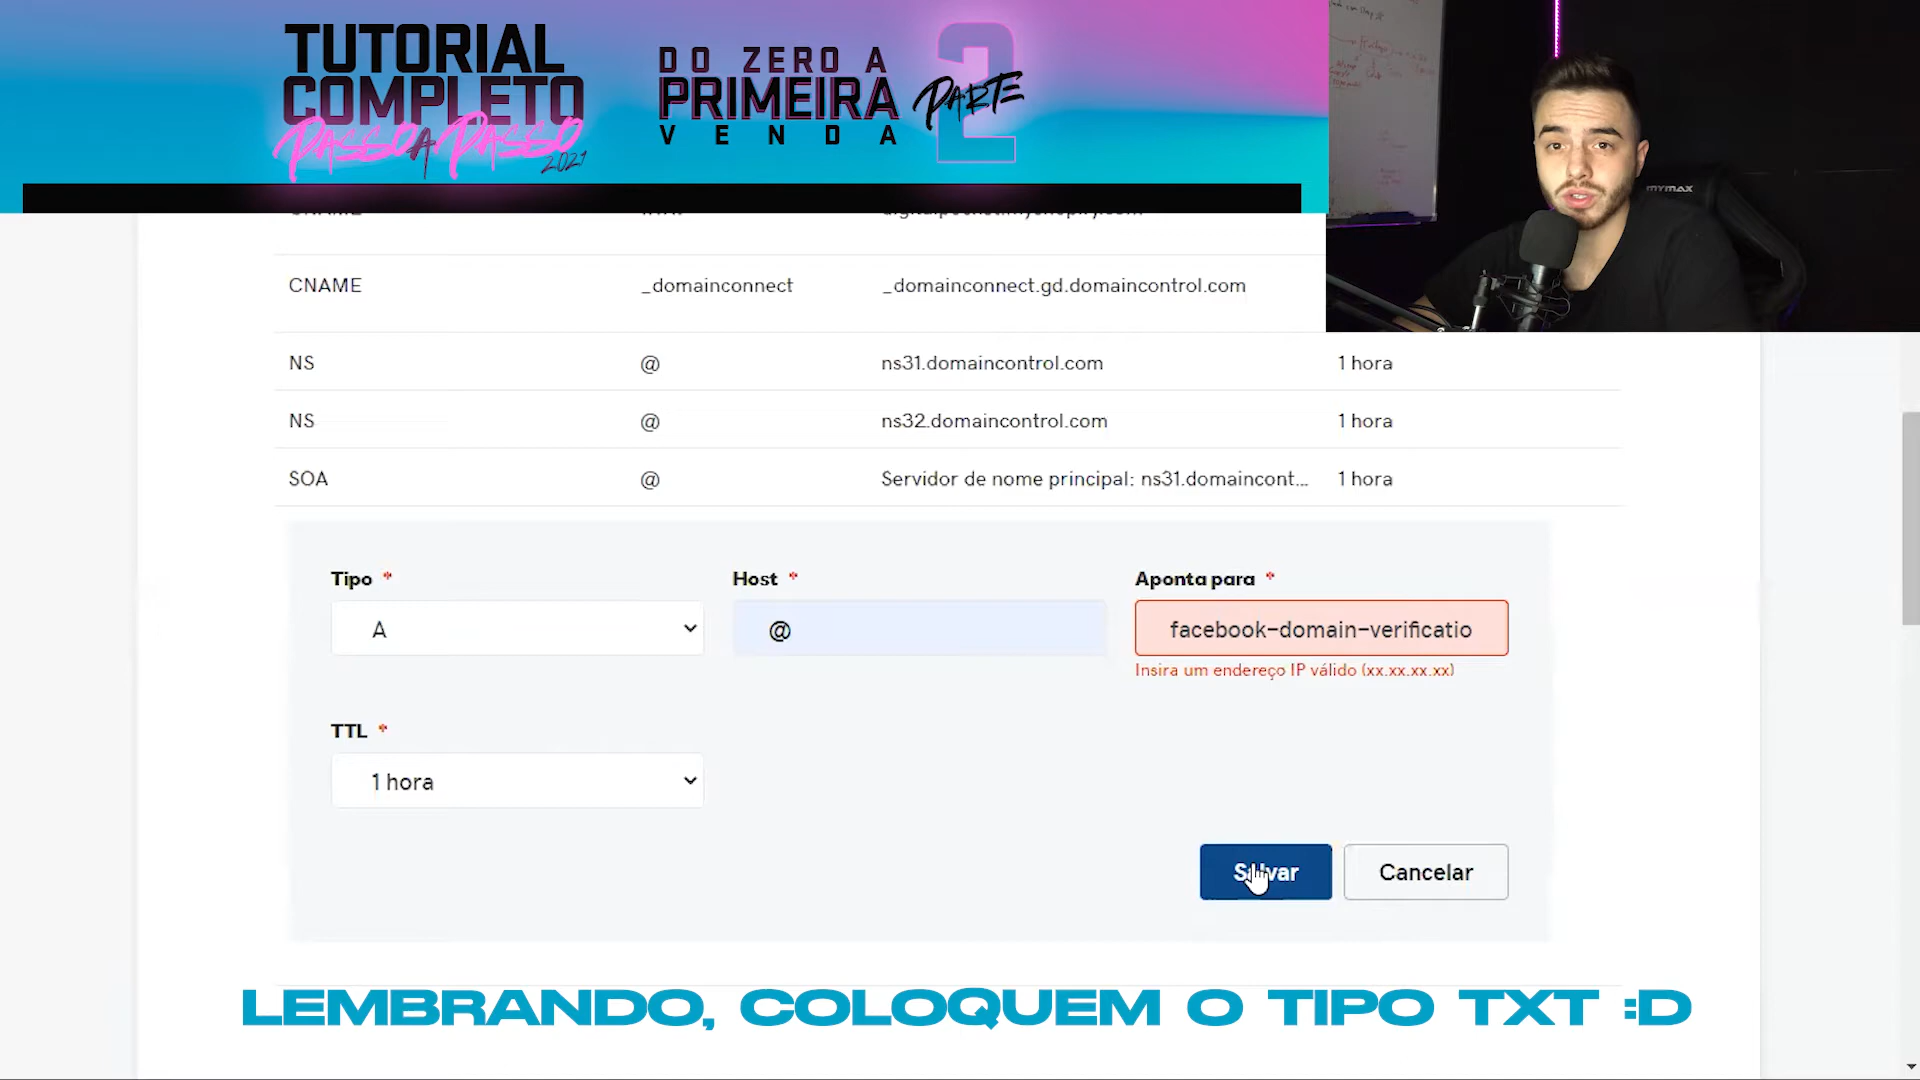 TUTORIAL
COMPLETO
PASSO A PASSO
2021
DO ZERO A
PRIMEIRA
VENDA
PARTE
2
MYMAX
CNAME _domainconnect _domainconnect.gd.domaincontrol.com
NS @ ns31.domaincontrol.com 1 hora
NS @ ns32.domaincontrol.com 1 hora
SOA @ Servidor de nome principal: ns31.domaincont... 1 hora
Tipo * Host * Aponta para *
A @ facebook-domain-verificatio
Insira um endereço IP válido (xx.xx.xx.xx)
TTL *
1 hora
Salvar Cancelar
LEMBRANDO, COLOQUEM O TIPO TXT :D